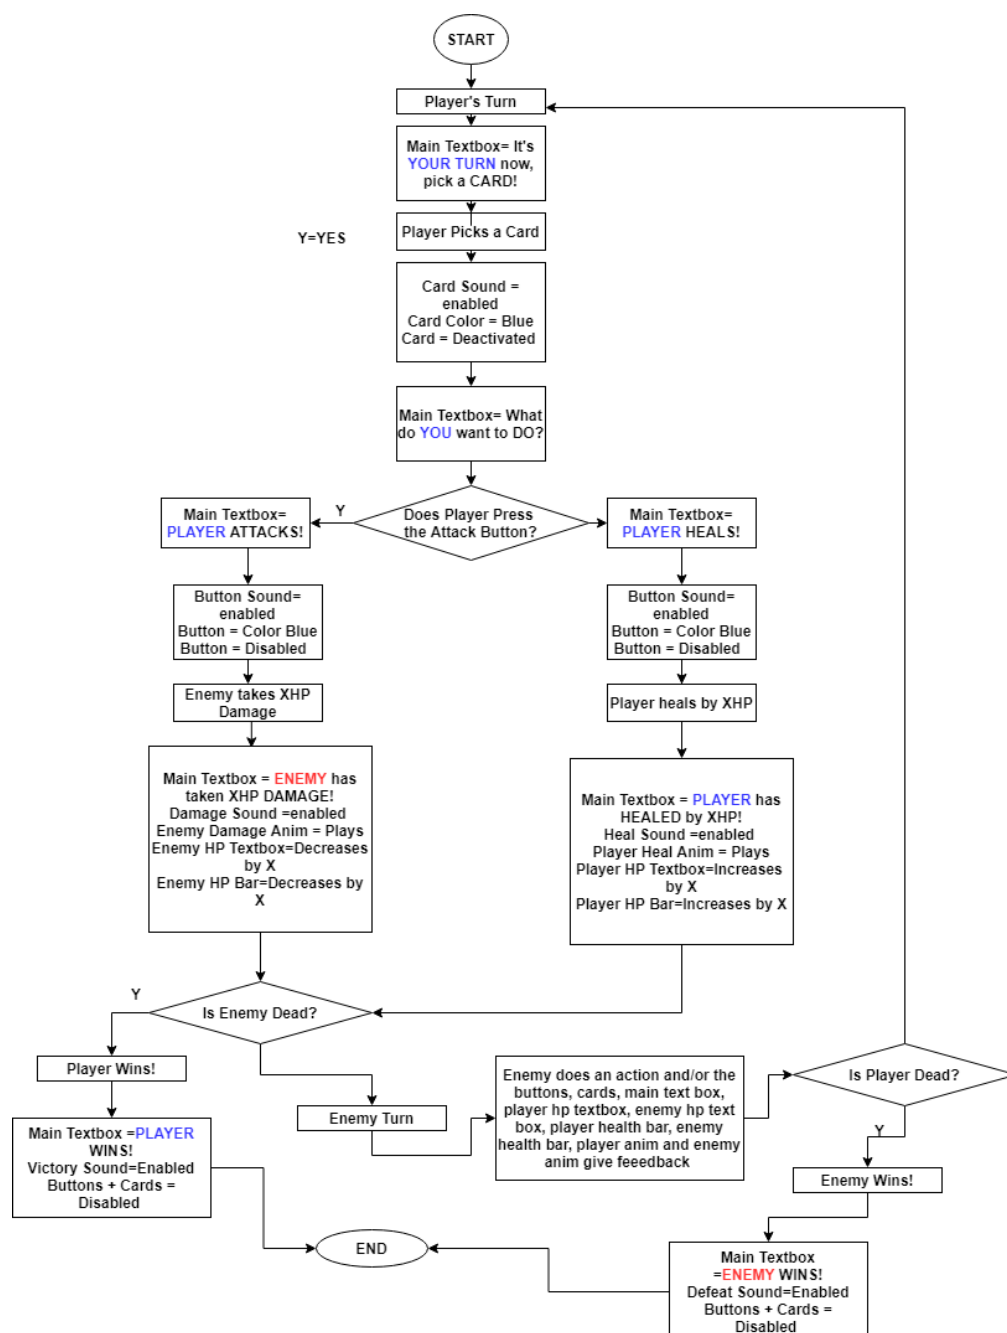 START
Player's Turn
Main Textbox= It's
YOUR TURN now,
pick a CARD!
Y=YES
Player Picks a Card
Card Sound =
enabled
Card Color = Blue
Card = Deactivated
Main Textbox= What
do YOU want to DO?
Does Player Press
the Attack Button?
Y
Main Textbox=
PLAYER ATTACKS!
Main Textbox=
PLAYER HEALS!
Button Sound=
enabled
Button = Color Blue
Button = Disabled
Button Sound=
enabled
Button = Color Blue
Button = Disabled
Enemy takes XHP
Damage
Player heals by XHP
Main Textbox = ENEMY has
taken XHP DAMAGE!
Damage Sound =enabled
Enemy Damage Anim = Plays
Enemy HP Textbox=Decreases
by X
Enemy HP Bar=Decreases by
X
Main Textbox = PLAYER has
HEALED by XHP!
Heal Sound =enabled
Player Heal Anim = Plays
Player HP Textbox=Increases
by X
Player HP Bar=Increases by X
Y
Is Enemy Dead?
Player Wins!
Enemy Turn
Enemy does an action and/or the
buttons, cards, main text box,
player hp textbox, enemy hp text
box, player health bar, enemy
health bar, player anim and enemy
anim give feeedback
Is Player Dead?
Y
Main Textbox =PLAYER
WINS!
Victory Sound=Enabled
Buttons + Cards =
Disabled
Enemy Wins!
END
Main Textbox
=ENEMY WINS!
Defeat Sound=Enabled
Buttons + Cards =
Disabled